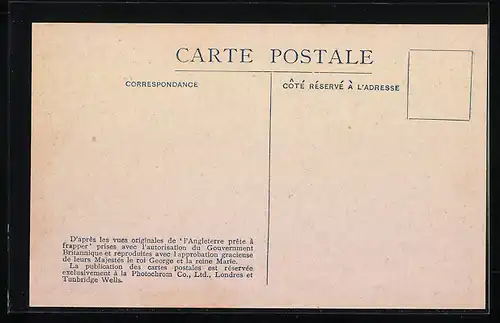 CARTE POSTALE
CORRESPONDANCE
CÔTÉ RÉSERVÉ À L'ADRESSE
D'après les vues originales de 'l'Angleterre prête à
frapper' prises avec l'autorisation du Gouvernment
Britannique et reproduites avec l'approbation gracieuse
de leurs Majestés le roi George et la reine Marie.
La publication des cartes postales est réservée
exclusivement à la Photochrom Co., Ltd., Londres et
Tunbridge Wells.